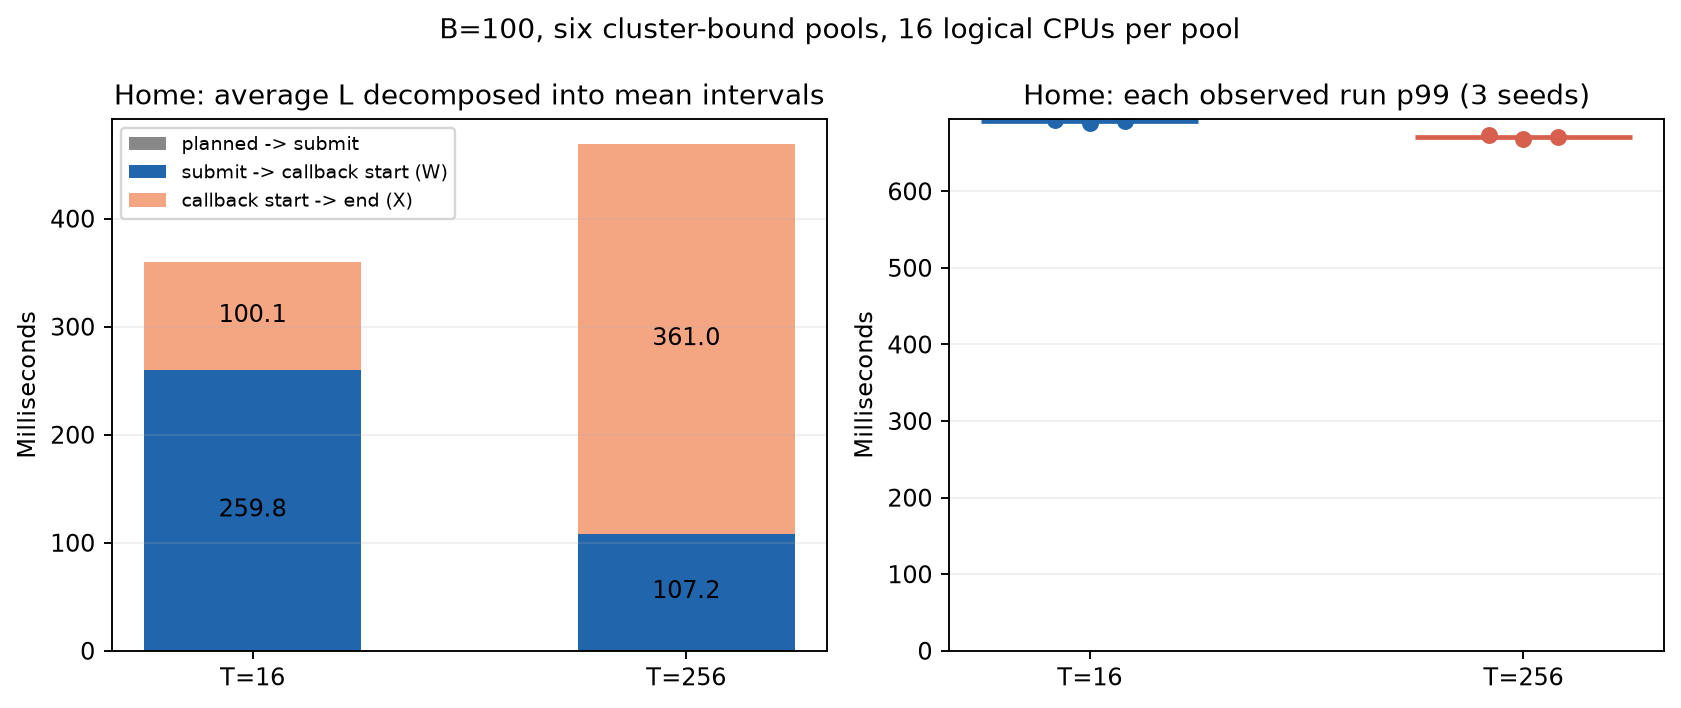 B=100, six cluster-bound pools, 16 logical CPUs per pool
Home: average L decomposed into mean intervals
planned -> submit
submit -> callback start (W)
callback start -> end (X)
Milliseconds
400
300
200
100
0
100.1
259.8
361.0
107.2
T=16
T=256
Home: each observed run p99 (3 seeds)
Milliseconds
600
500
400
300
200
100
0
T=16
T=256